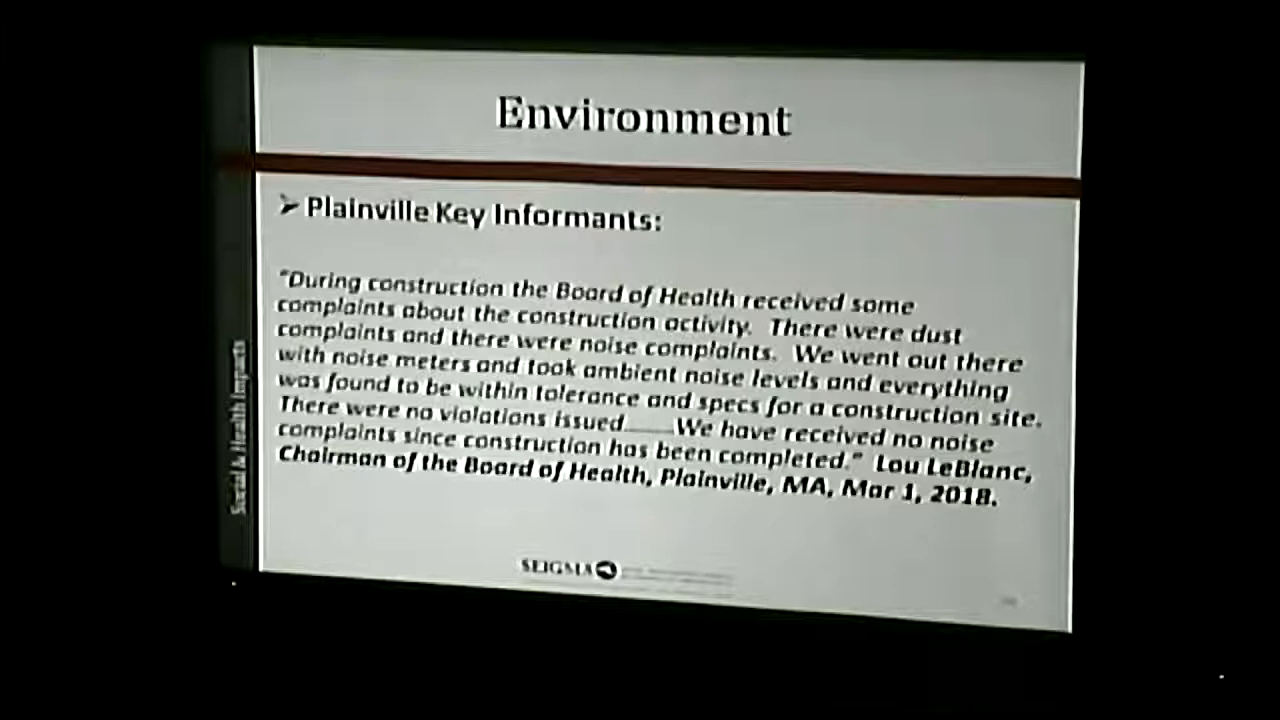 Environment
➢ Plainville Key Informants:
"During construction the Board of Health received some
complaints about the construction activity. There were dust
complaints and there were noise complaints. We went out there
with noise meters and took ambient noise levels and everything
was found to be within tolerance and specs for a construction site.
There were no violations issued.......We have received no noise
complaints since construction has been completed." Lou LeBlanc,
Chairman of the Board of Health, Plainville, MA, Mar 1, 2018.
Social & Health Impacts
SEIGMA